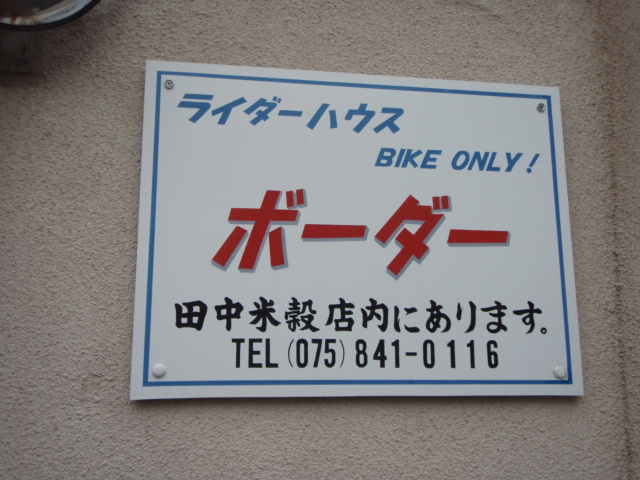 ライダーハウス
BIKE ONLY!
ボーダー
田中米穀店内にあります。
TEL(075)841-0116